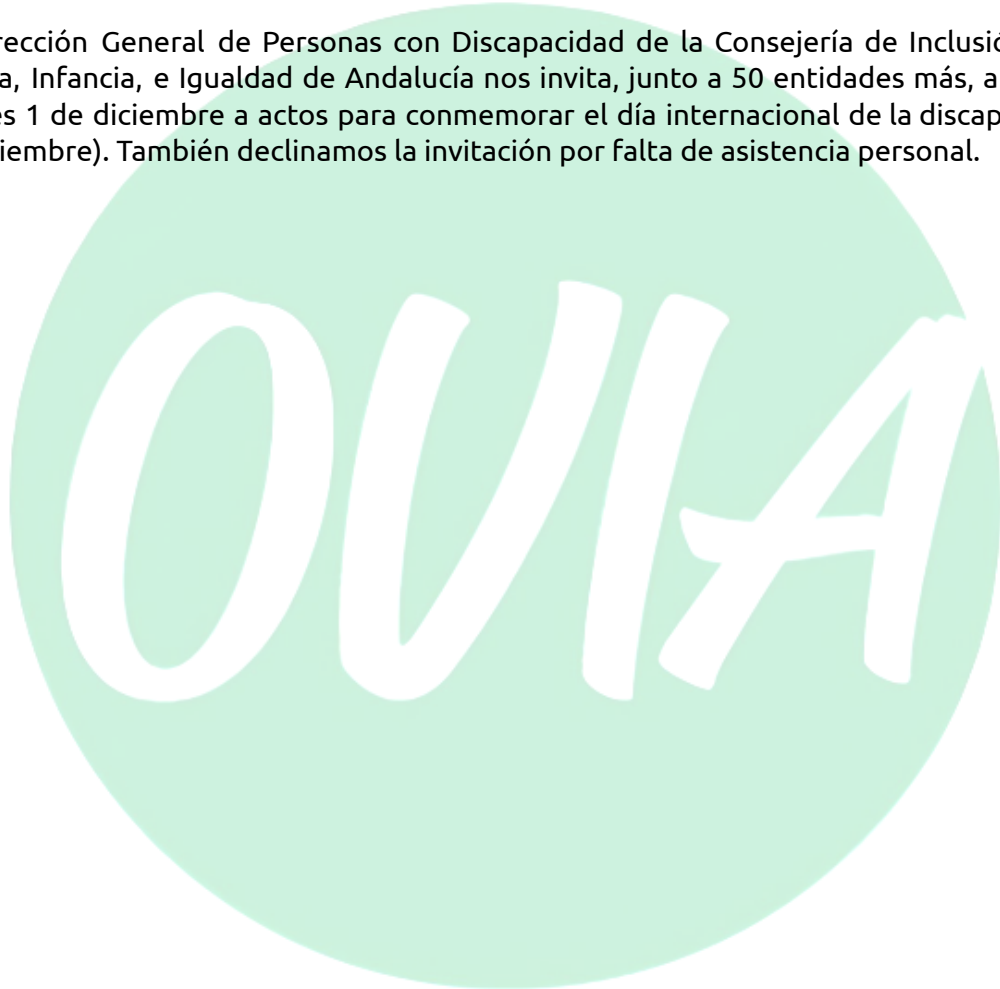 rección General de Personas con Discapacidad de la Consejería de Inclusió
a, Infancia, e Igualdad de Andalucía nos invita, junto a 50 entidades más, a
es 1 de diciembre a actos para conmemorar el día internacional de la discap
iembre). También declinamos la invitación por falta de asistencia personal.
OVIA